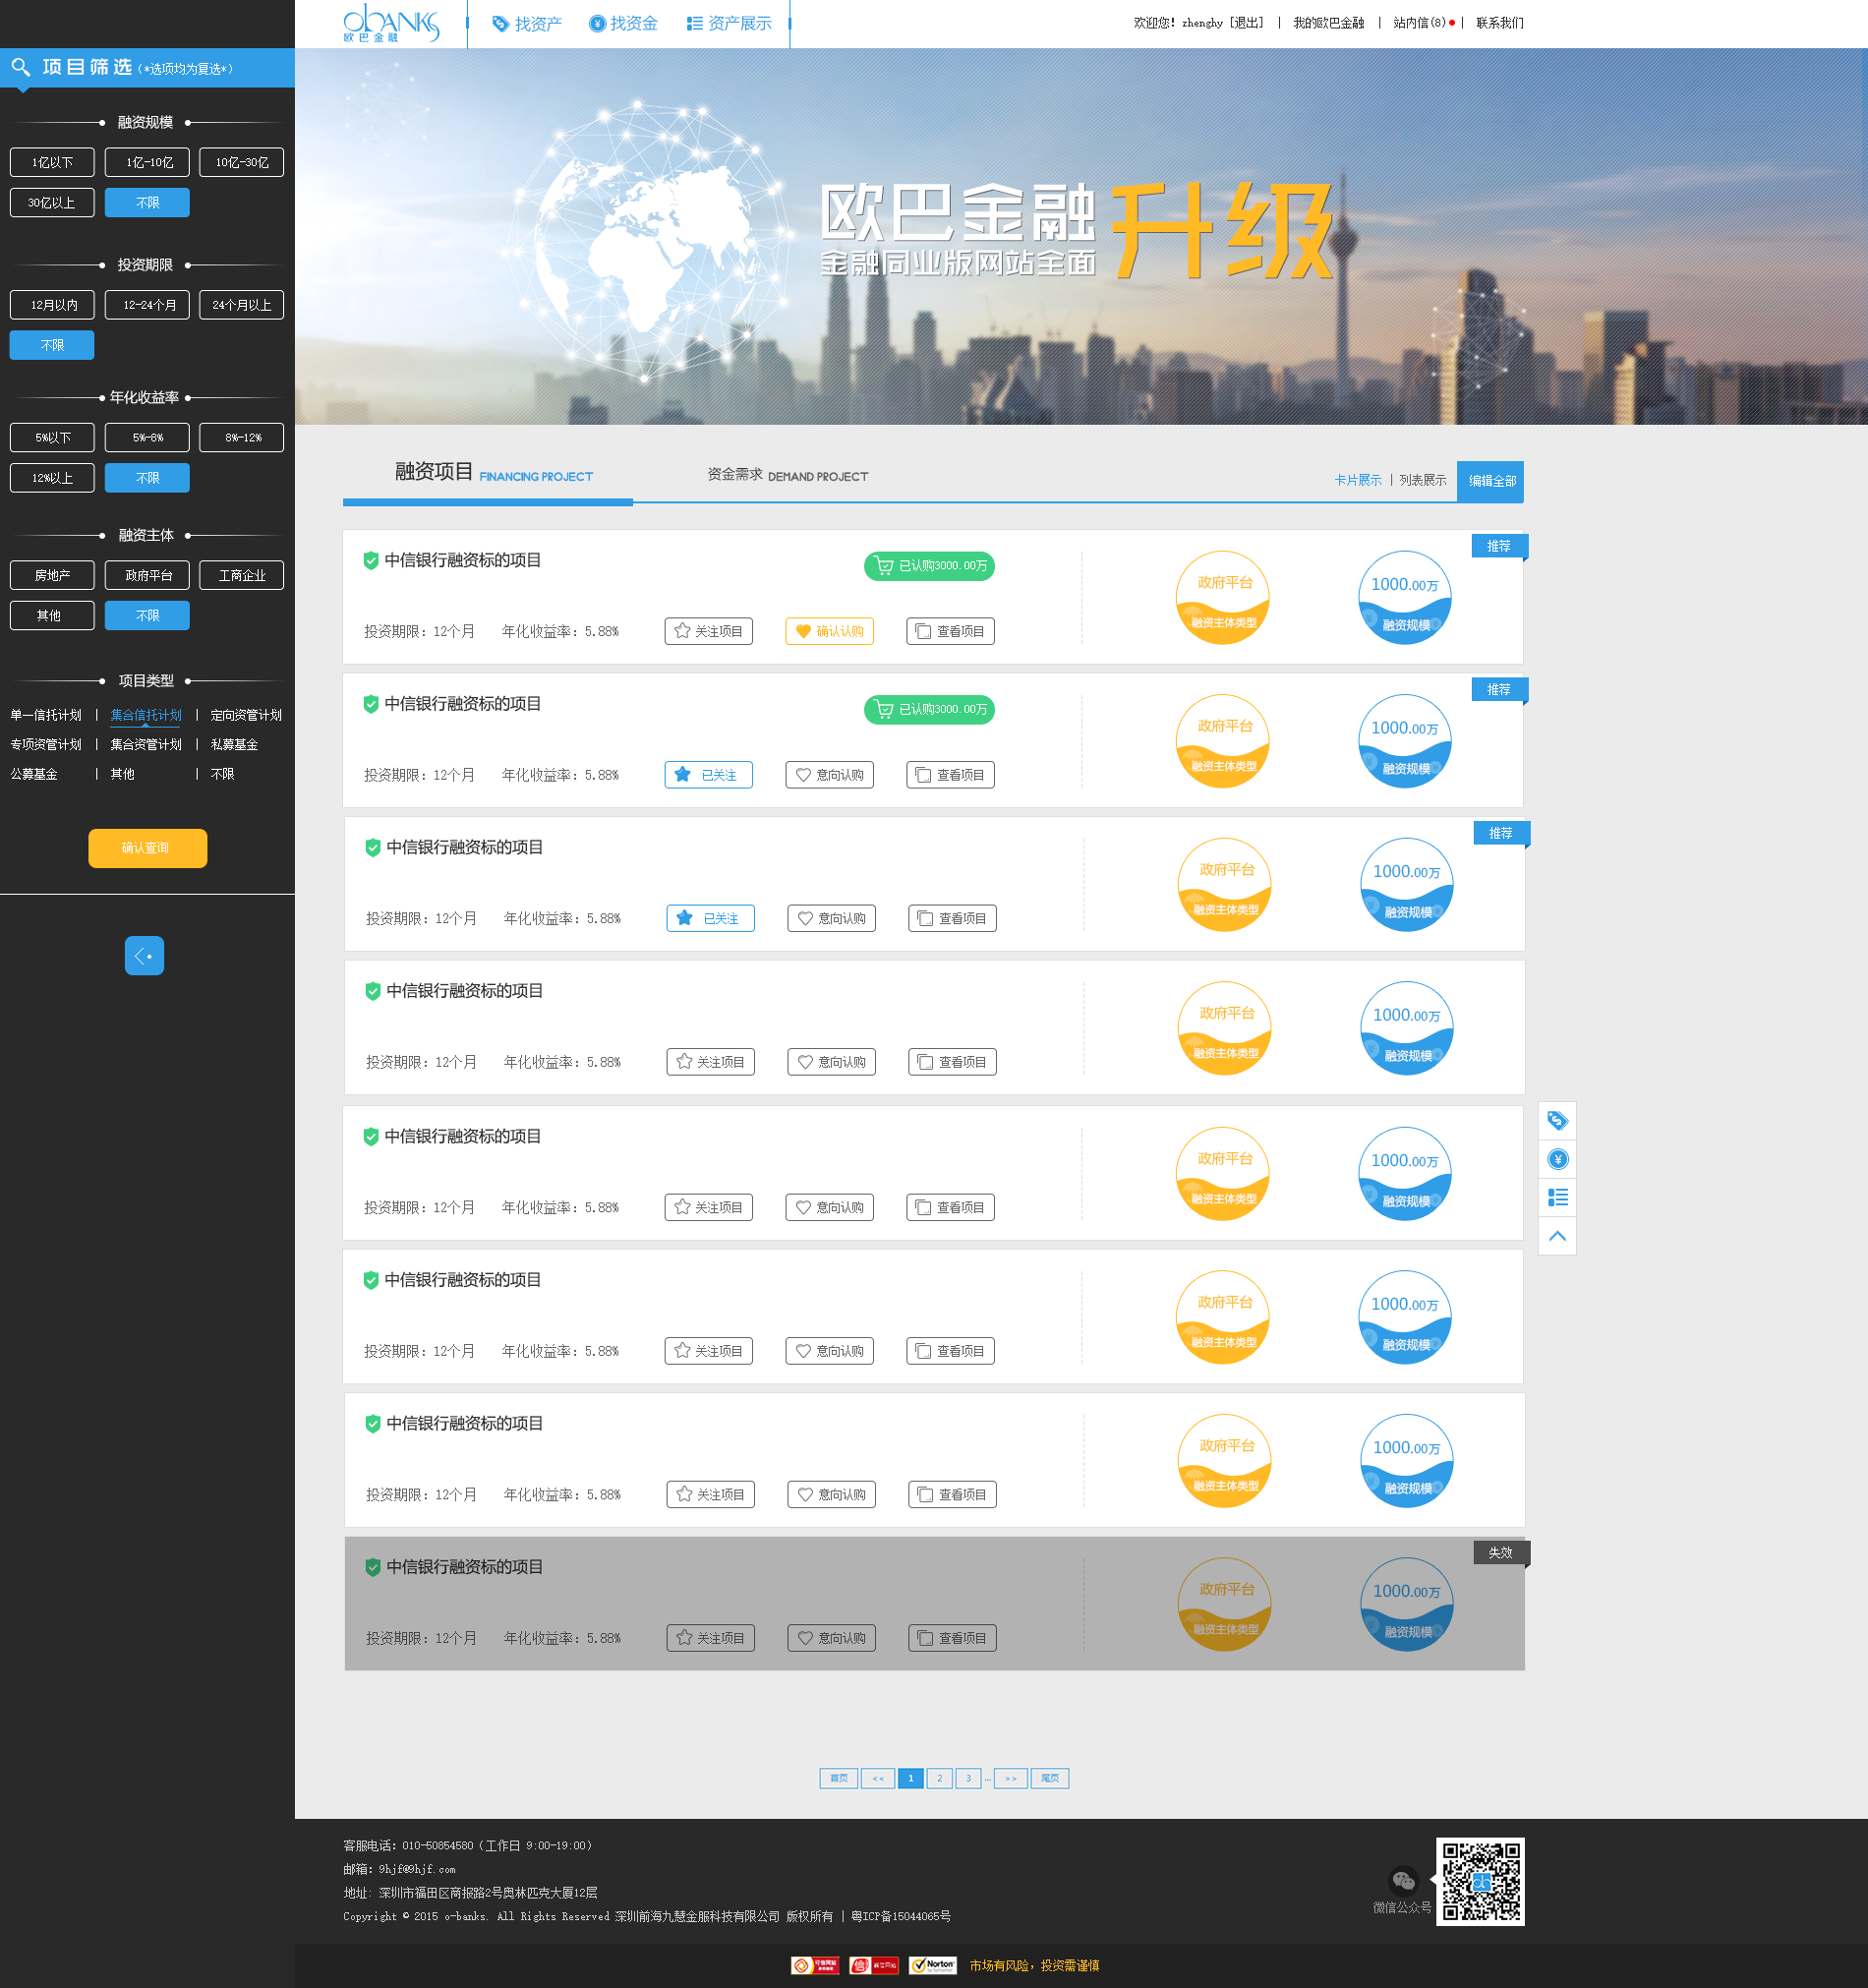 obANKS
欧巴金融
找资产
找资金
资产展示
欢迎您！zhenghy [退出] | 我的欧巴金融 | 站内信(8) | 联系我们
项目筛选 (*选项均为复选*)
融资规模
1亿以下 1亿-10亿 10亿-30亿
30亿以上 不限
投资期限
12月以内 12-24个月 24个月以上
不限
年化收益率
5%以下 5%-8% 8%-12%
12%以上 不限
融资主体
房地产 政府平台 工商企业
其他 不限
项目类型
单一信托计划 | 集合信托计划 | 定向资管计划
专项资管计划 | 集合资管计划 | 私募基金
公募基金 | 其他 | 不限
确认查询
欧巴金融升级
金融同业版网站全面
融资项目 FINANCING PROJECT
资金需求 DEMAND PROJECT
卡片展示 | 列表展示 编辑全部
中信银行融资标的项目 已认购3000.00万 政府平台 1000.00万 推荐
投资期限：12个月 年化收益率：5.88% 关注项目 确认认购 查看项目 融资主体类型 融资规模
中信银行融资标的项目 已认购3000.00万 政府平台 1000.00万 推荐
投资期限：12个月 年化收益率：5.88% 已关注 意向认购 查看项目 融资主体类型 融资规模
中信银行融资标的项目 政府平台 1000.00万 推荐
投资期限：12个月 年化收益率：5.88% 已关注 意向认购 查看项目 融资主体类型 融资规模
中信银行融资标的项目 政府平台 1000.00万
投资期限：12个月 年化收益率：5.88% 关注项目 意向认购 查看项目 融资主体类型 融资规模
中信银行融资标的项目 政府平台 1000.00万
投资期限：12个月 年化收益率：5.88% 关注项目 意向认购 查看项目 融资主体类型 融资规模
中信银行融资标的项目 政府平台 1000.00万
投资期限：12个月 年化收益率：5.88% 关注项目 意向认购 查看项目 融资主体类型 融资规模
中信银行融资标的项目 政府平台 1000.00万
投资期限：12个月 年化收益率：5.88% 关注项目 意向认购 查看项目 融资主体类型 融资规模
中信银行融资标的项目 政府平台 1000.00万 失效
投资期限：12个月 年化收益率：5.88% 关注项目 意向认购 查看项目 融资主体类型 融资规模
首页 << 1 2 3 ... >> 尾页
客服电话：010-50854580（工作日 9:00-19:00）
邮箱：9hjf@9hjf.com
地址：深圳市福田区商报路2号奥林匹克大厦12层
Copyright © 2015 o-banks. All Rights Reserved 深圳前海九慧金服科技有限公司 版权所有 | 粤ICP备15044065号
微信公众号
Norton
市场有风险，投资需谨慎